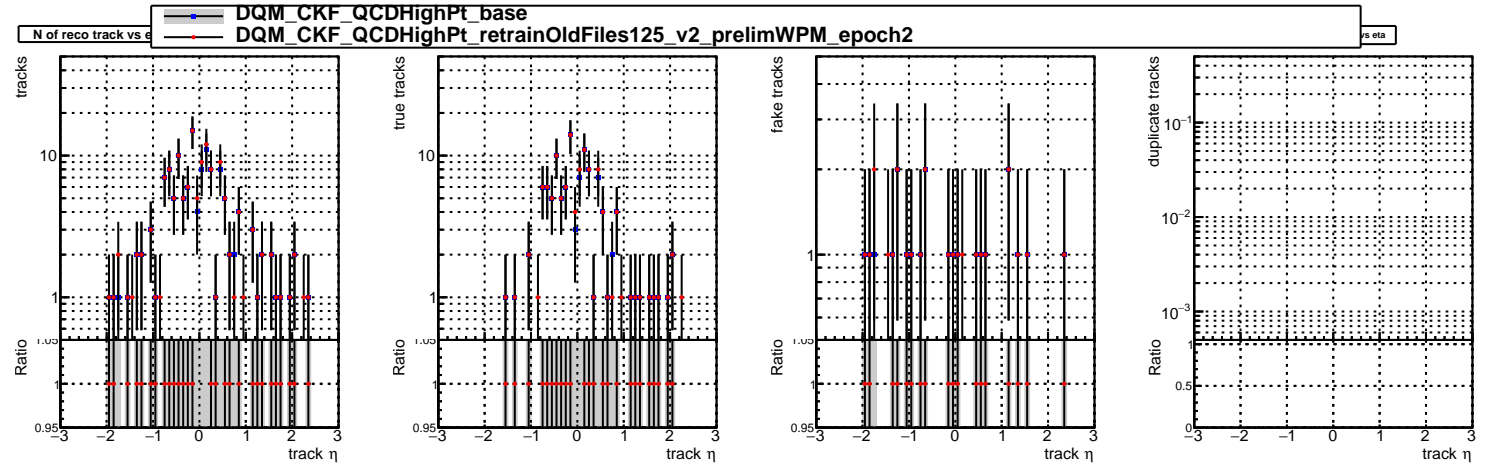 DQM_CKF_QCDHighPt_base
DQM_CKF_QCDHighPt_retrainOldFiles125_v2_prelimWPM_epoch2
N of reco track vs e
vs eta
tracks
10
1
Ratio
1.05
1
0.95
−3 −2 −1 0 1 2 3
track η
true tracks
10
1
Ratio
1.05
1
0.95
−3 −2 −1 0 1 2 3
track η
fake tracks
1
Ratio
1.05
1
0.95
−3 −2 −1 0 1 2 3
track η
duplicate tracks
10⁻¹
10⁻²
10⁻³
Ratio
1
0.5
0
−3 −2 −1 0 1 2 3
track η